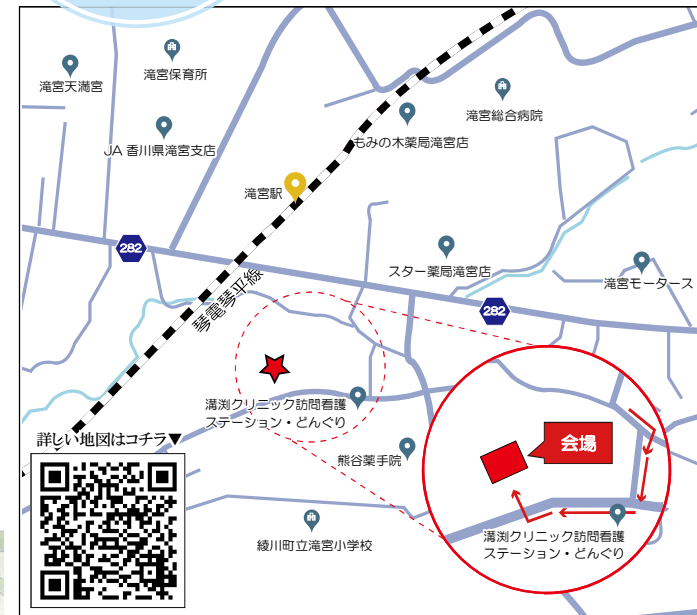 滝宮天満宮
滝宮保育所
JA 香川県滝宮支店
もみの木薬局滝宮店
滝宮総合病院
滝宮駅
282
スター薬局滝宮店
滝宮モータース
琴電琴平線
282
溝渕クリニック訪問看護
ステーション・どんぐり
会場
詳しい地図はコチラ▼
熊谷薬手院
綾川町立滝宮小学校
溝渕クリニック訪問看護
ステーション・どんぐり